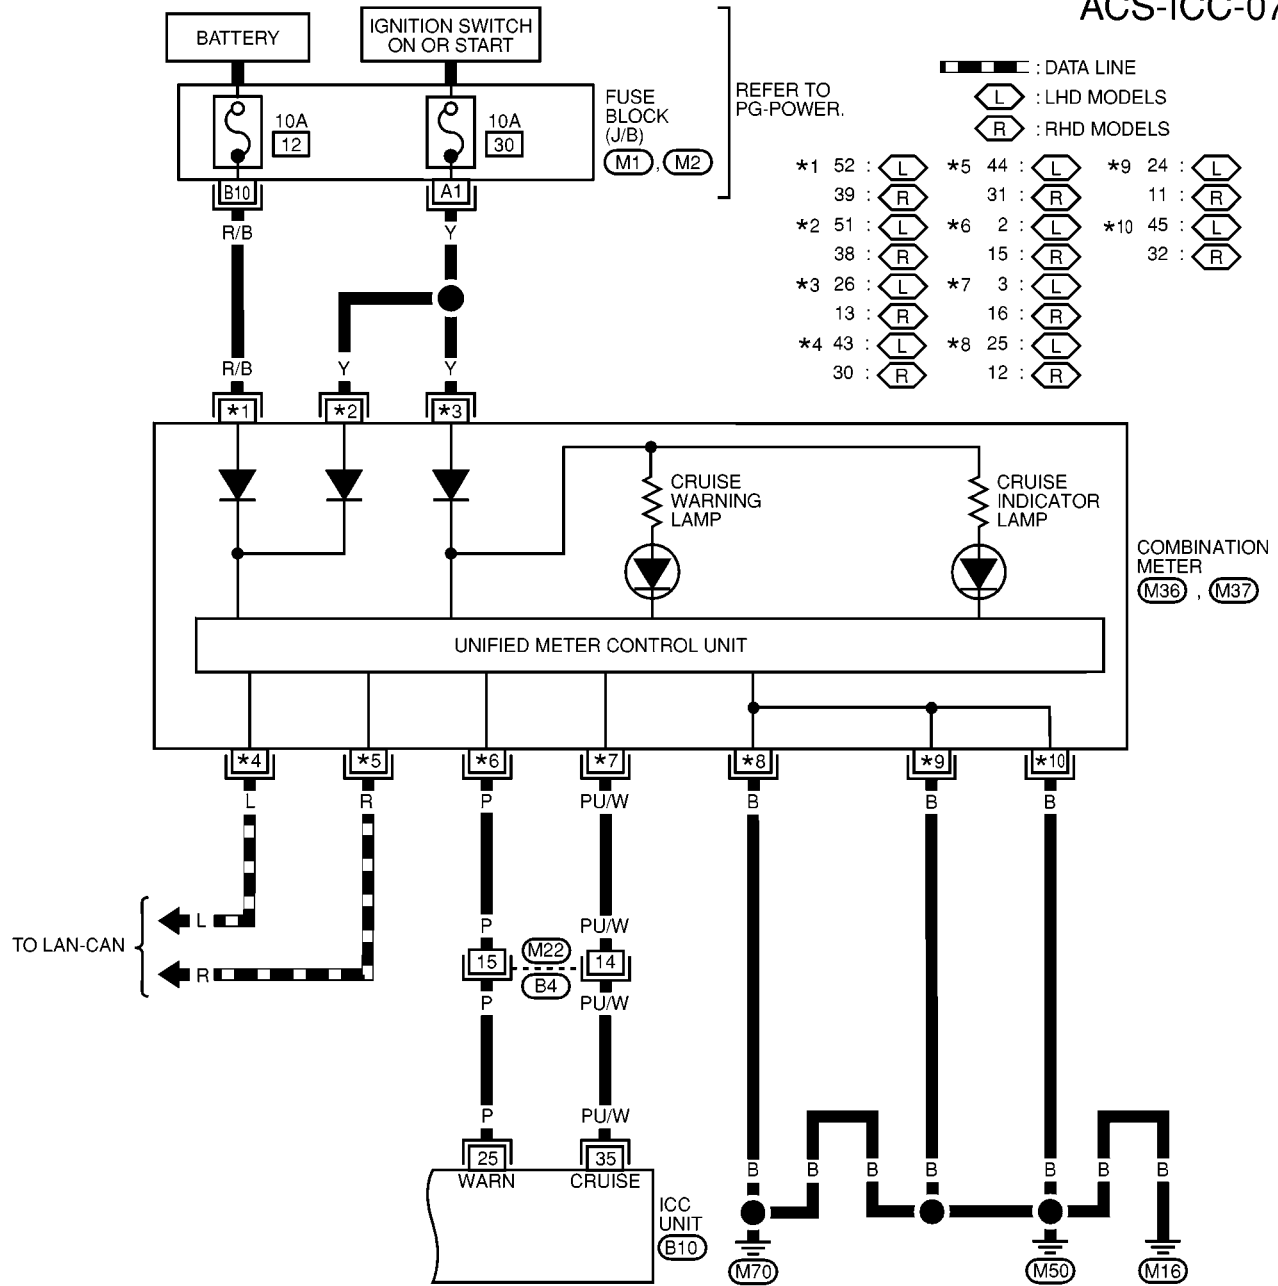 ACS-ICC-07
BATTERY
IGNITION SWITCH
ON OR START
10A
12
10A
30
FUSE
BLOCK
(J/B)
M1 , M2
REFER TO
PG-POWER.
: DATA LINE
L : LHD MODELS
R : RHD MODELS
*1 52 : L *5 44 : L *9 24 : L
39 : R 31 : R 11 : R
*2 51 : L *6 2 : L *10 45 : L
38 : R 15 : R 32 : R
*3 26 : L *7 3 : L
13 : R 16 : R
*4 43 : L *8 25 : L
30 : R 12 : R
B10 A1
R/B Y
R/B Y Y
*1 *2 *3
CRUISE
WARNING
LAMP
CRUISE
INDICATOR
LAMP
COMBINATION
METER
M36 , M37
UNIFIED METER CONTROL UNIT
*4 *5 *6 *7 *8 *9 *10
L R P PU/W B B B
TO LAN-CAN
L
R
P PU/W
15 M22 14
B4
P PU/W
P PU/W
25 35
WARN CRUISE
ICC
UNIT
B10
B B B B B B B
M70 M50 M16